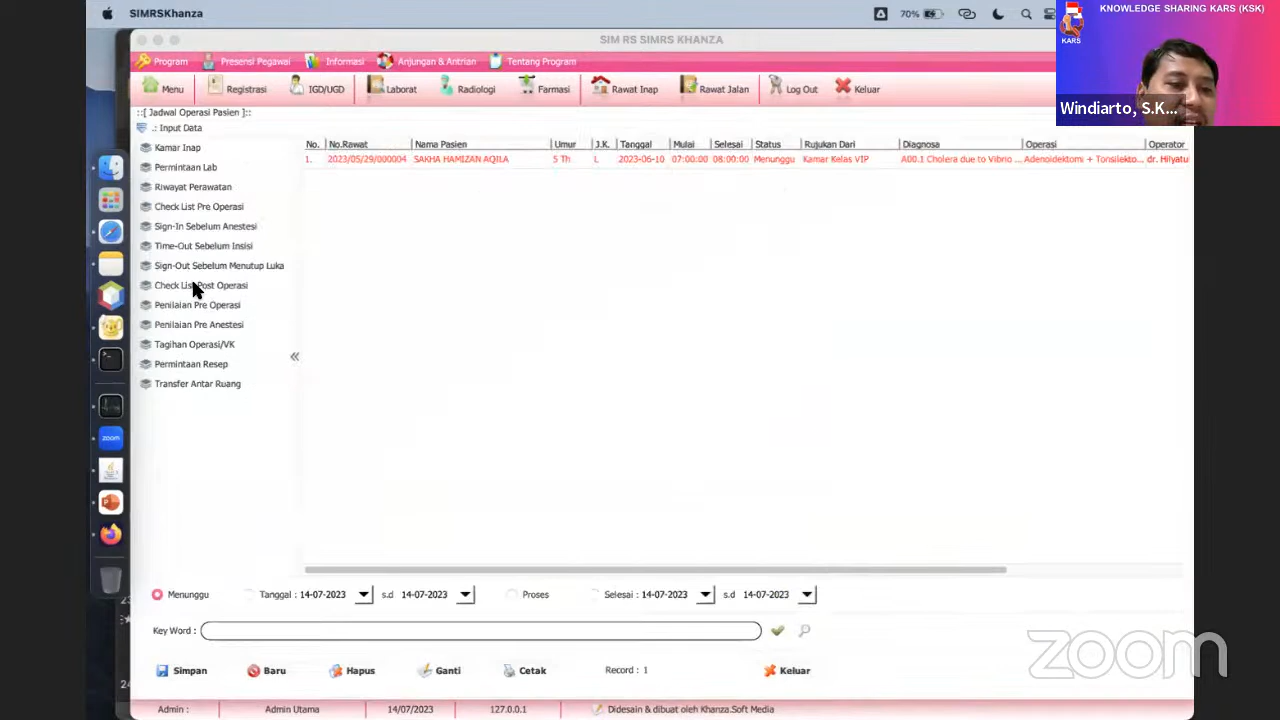 SIMRSKhanza
70%
KNOWLEDGE SHARING KARS (KSK)
KARS
Windiarto, S.K...
SIM RS SIMRS KHANZA
Program Presensi Pegawai Informasi Anjungan & Antrian Tentang Program
Menu Registrasi IGD/UGD Laborat Radiologi Farmasi Rawat Inap Rawat Jalan Log Out Keluar
::[ Jadwal Operasi Pasien ]::
.: Input Data
Kamar Inap
Permintaan Lab
Riwayat Perawatan
Check List Pre Operasi
Sign-In Sebelum Anestesi
Time-Out Sebelum Insisi
Sign-Out Sebelum Menutup Luka
Check List Post Operasi
Penilaian Pre Operasi
Penilaian Pre Anestesi
Tagihan Operasi/VK
Permintaan Resep
Transfer Antar Ruang
No. No.Rawat Nama Pasien Umur J.K. Tanggal Mulai Selesai Status Rujukan Dari Diagnosa Operasi Operator
1. 2023/05/29/000004 SAKHA HAMIZAN AQILA 5 Th L 2023-06-10 07:00:00 08:00:00 Menunggu Kamar Kelas VIP A00.1 Cholera due to Vibrio ... Adenoidektomi + Tonsilekto... dr. Hilyatu
Menunggu Tanggal : 14-07-2023 s.d 14-07-2023 Proses Selesai : 14-07-2023 s.d 14-07-2023
Key Word :
Simpan Baru Hapus Ganti Cetak Record : 1 Keluar
Admin : Admin Utama 14/07/2023 127.0.0.1 Didesain & dibuat oleh Khanza.Soft Media
zoom
zoom